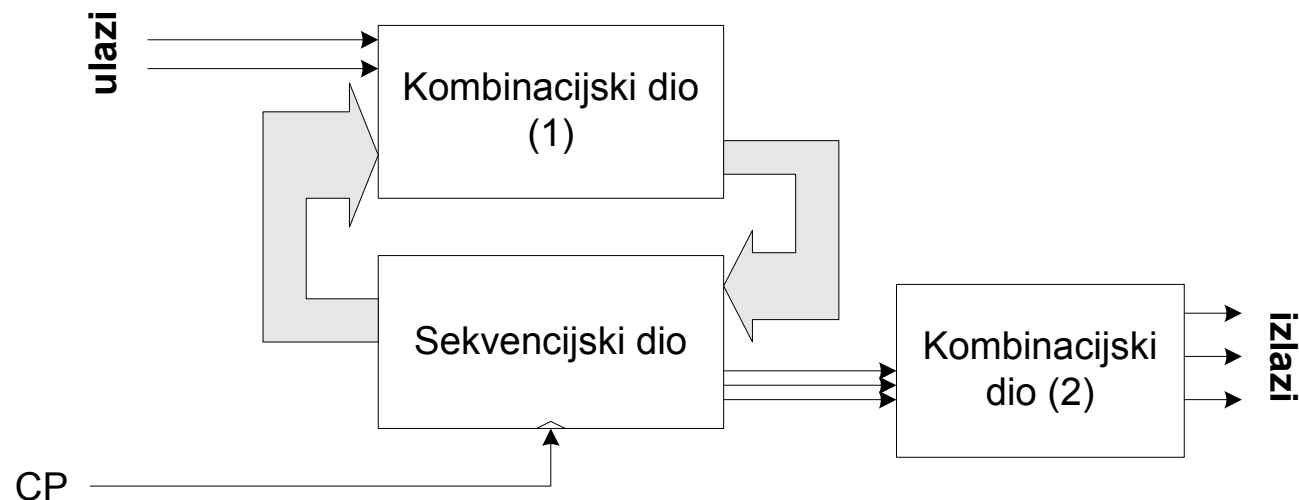 ulazi
Kombinacijski dio
(1)
Sekvencijski dio
Kombinacijski
dio (2)
izlazi
CP